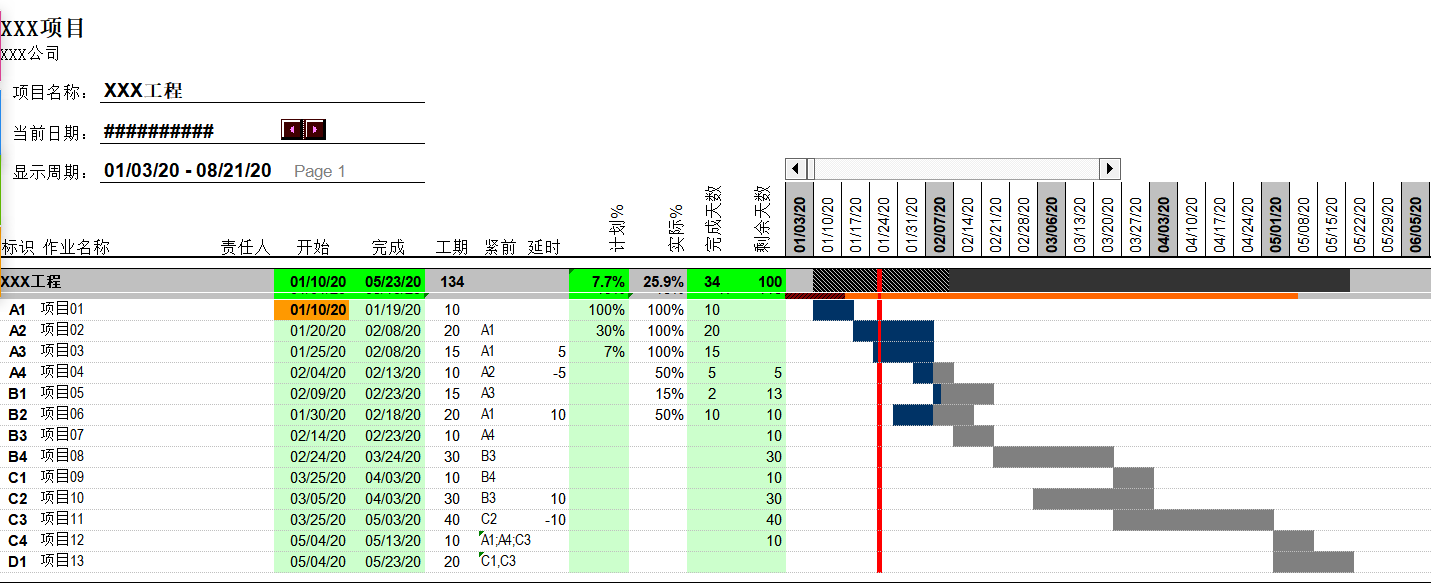 XXX项目
XXX公司
项目名称： XXX工程
当前日期： ##########
显示周期： 01/03/20 - 08/21/20 Page 1
标识 作业名称 责任人 开始 完成 工期 紧前 延时 计划% 实际% 完成天数 剩余天数 01/03/20 01/10/20 01/17/20 01/24/20 01/31/20 02/07/20 02/14/20 02/21/20 02/28/20 03/06/20 03/13/20 03/20/20 03/27/20 04/03/20 04/10/20 04/17/20 04/24/20 05/01/20 05/08/20 05/15/20 05/22/20 05/29/20 06/05/20
XXX工程 01/10/20 05/23/20 134 7.7% 25.9% 34 100
A1 项目01 01/10/20 01/19/20 10 100% 100% 10
A2 项目02 01/20/20 02/08/20 20 A1 30% 100% 20
A3 项目03 01/25/20 02/08/20 15 A1 5 7% 100% 15
A4 项目04 02/04/20 02/13/20 10 A2 -5 50% 5 5
B1 项目05 02/09/20 02/23/20 15 A3 15% 2 13
B2 项目06 01/30/20 02/18/20 20 A1 10 50% 10 10
B3 项目07 02/14/20 02/23/20 10 A4 10
B4 项目08 02/24/20 03/24/20 30 B3 30
C1 项目09 03/25/20 04/03/20 10 B4 10
C2 项目10 03/05/20 04/03/20 30 B3 10 30
C3 项目11 03/25/20 05/03/20 40 C2 -10 40
C4 项目12 05/04/20 05/13/20 10 A1;A4;C3 10
D1 项目13 05/04/20 05/23/20 20 C1,C3